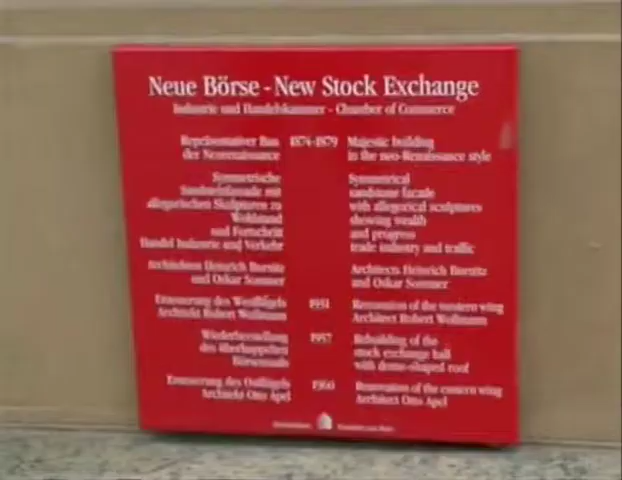 Neue Börse - New Stock Exchange
Industrie und Handelskammer - Chamber of Commerce
Repräsentativer Bau 1874-1879 Majestic building
der Neorenaissance in the neo-Renaissance style
Symmetrische Symmetrical
Sandsteinfassade mit sandstone facade
allegorischen Skulpturen zu with allegorical sculptures
Wohlstand showing wealth
und Fortschritt and progress
Handel Industrie und Verkehr trade industry and traffic
Architekten Heinrich Burnitz Architects Heinrich Burnitz
und Oskar Sommer and Oskar Sommer
Erneuerung des Westflügels 1951 Renovation of the western wing
Architekt Robert Wollmann Architect Robert Wollmann
Wiederherstellung 1957 Rebuilding of the
des überkuppelten stock exchange hall
Börsensaals with dome-shaped roof
Erneuerung des Ostflügels 1960 Renovation of the eastern wing
Architekt Otto Apel Architect Otto Apel